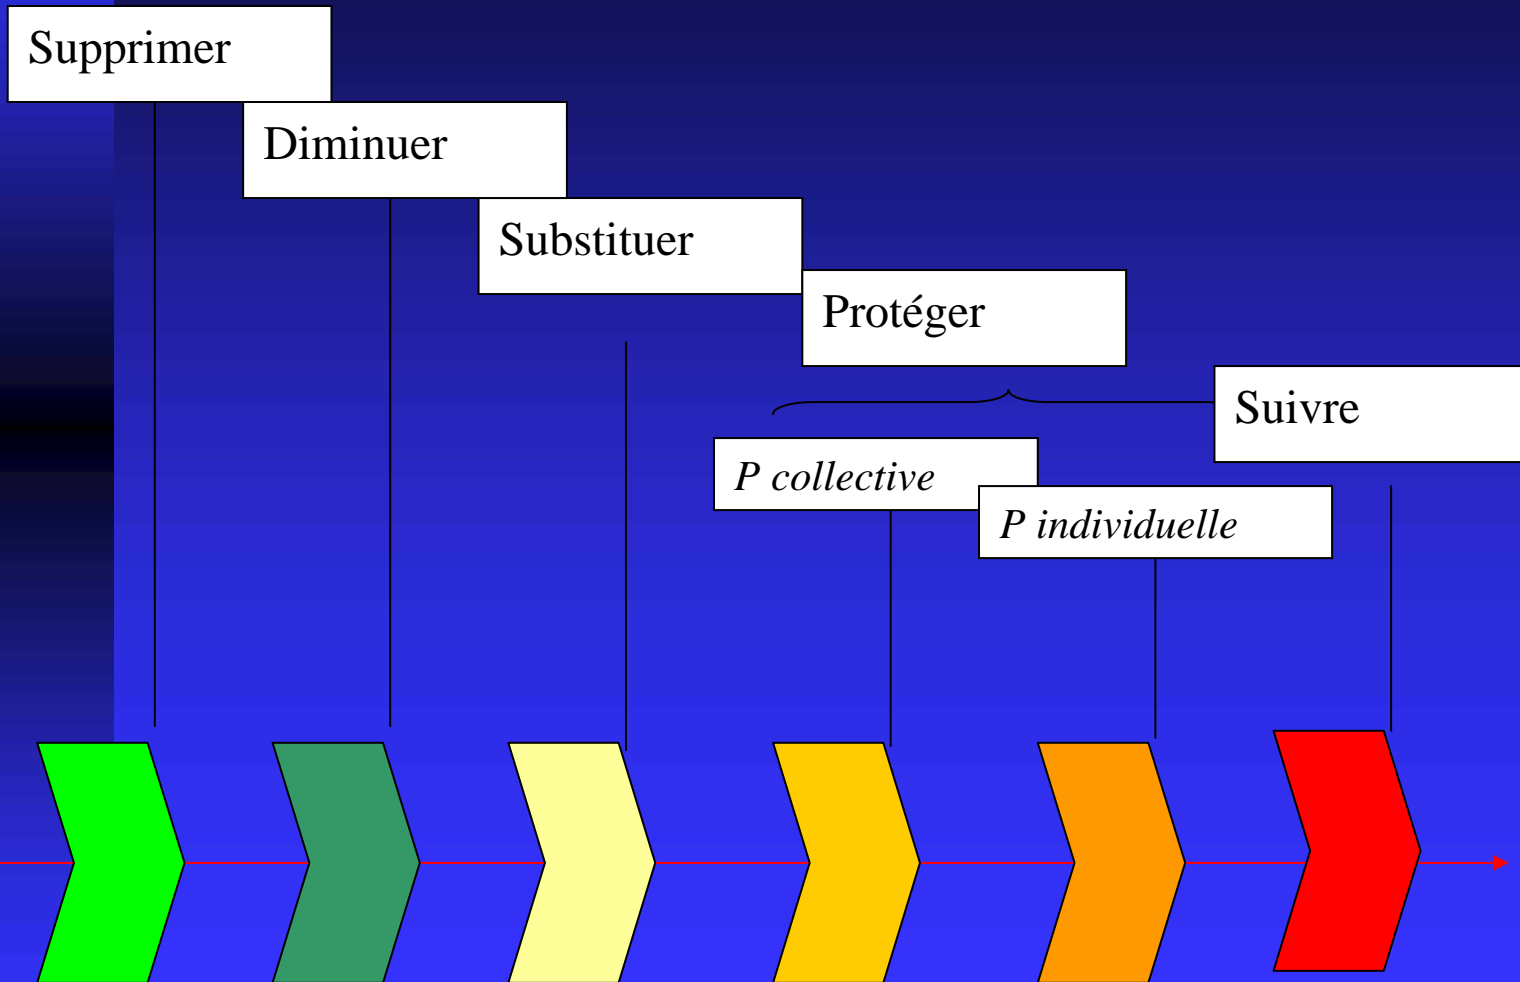 Supprimer
Diminuer
Substituer
Protéger
Suivre
P collective
P individuelle